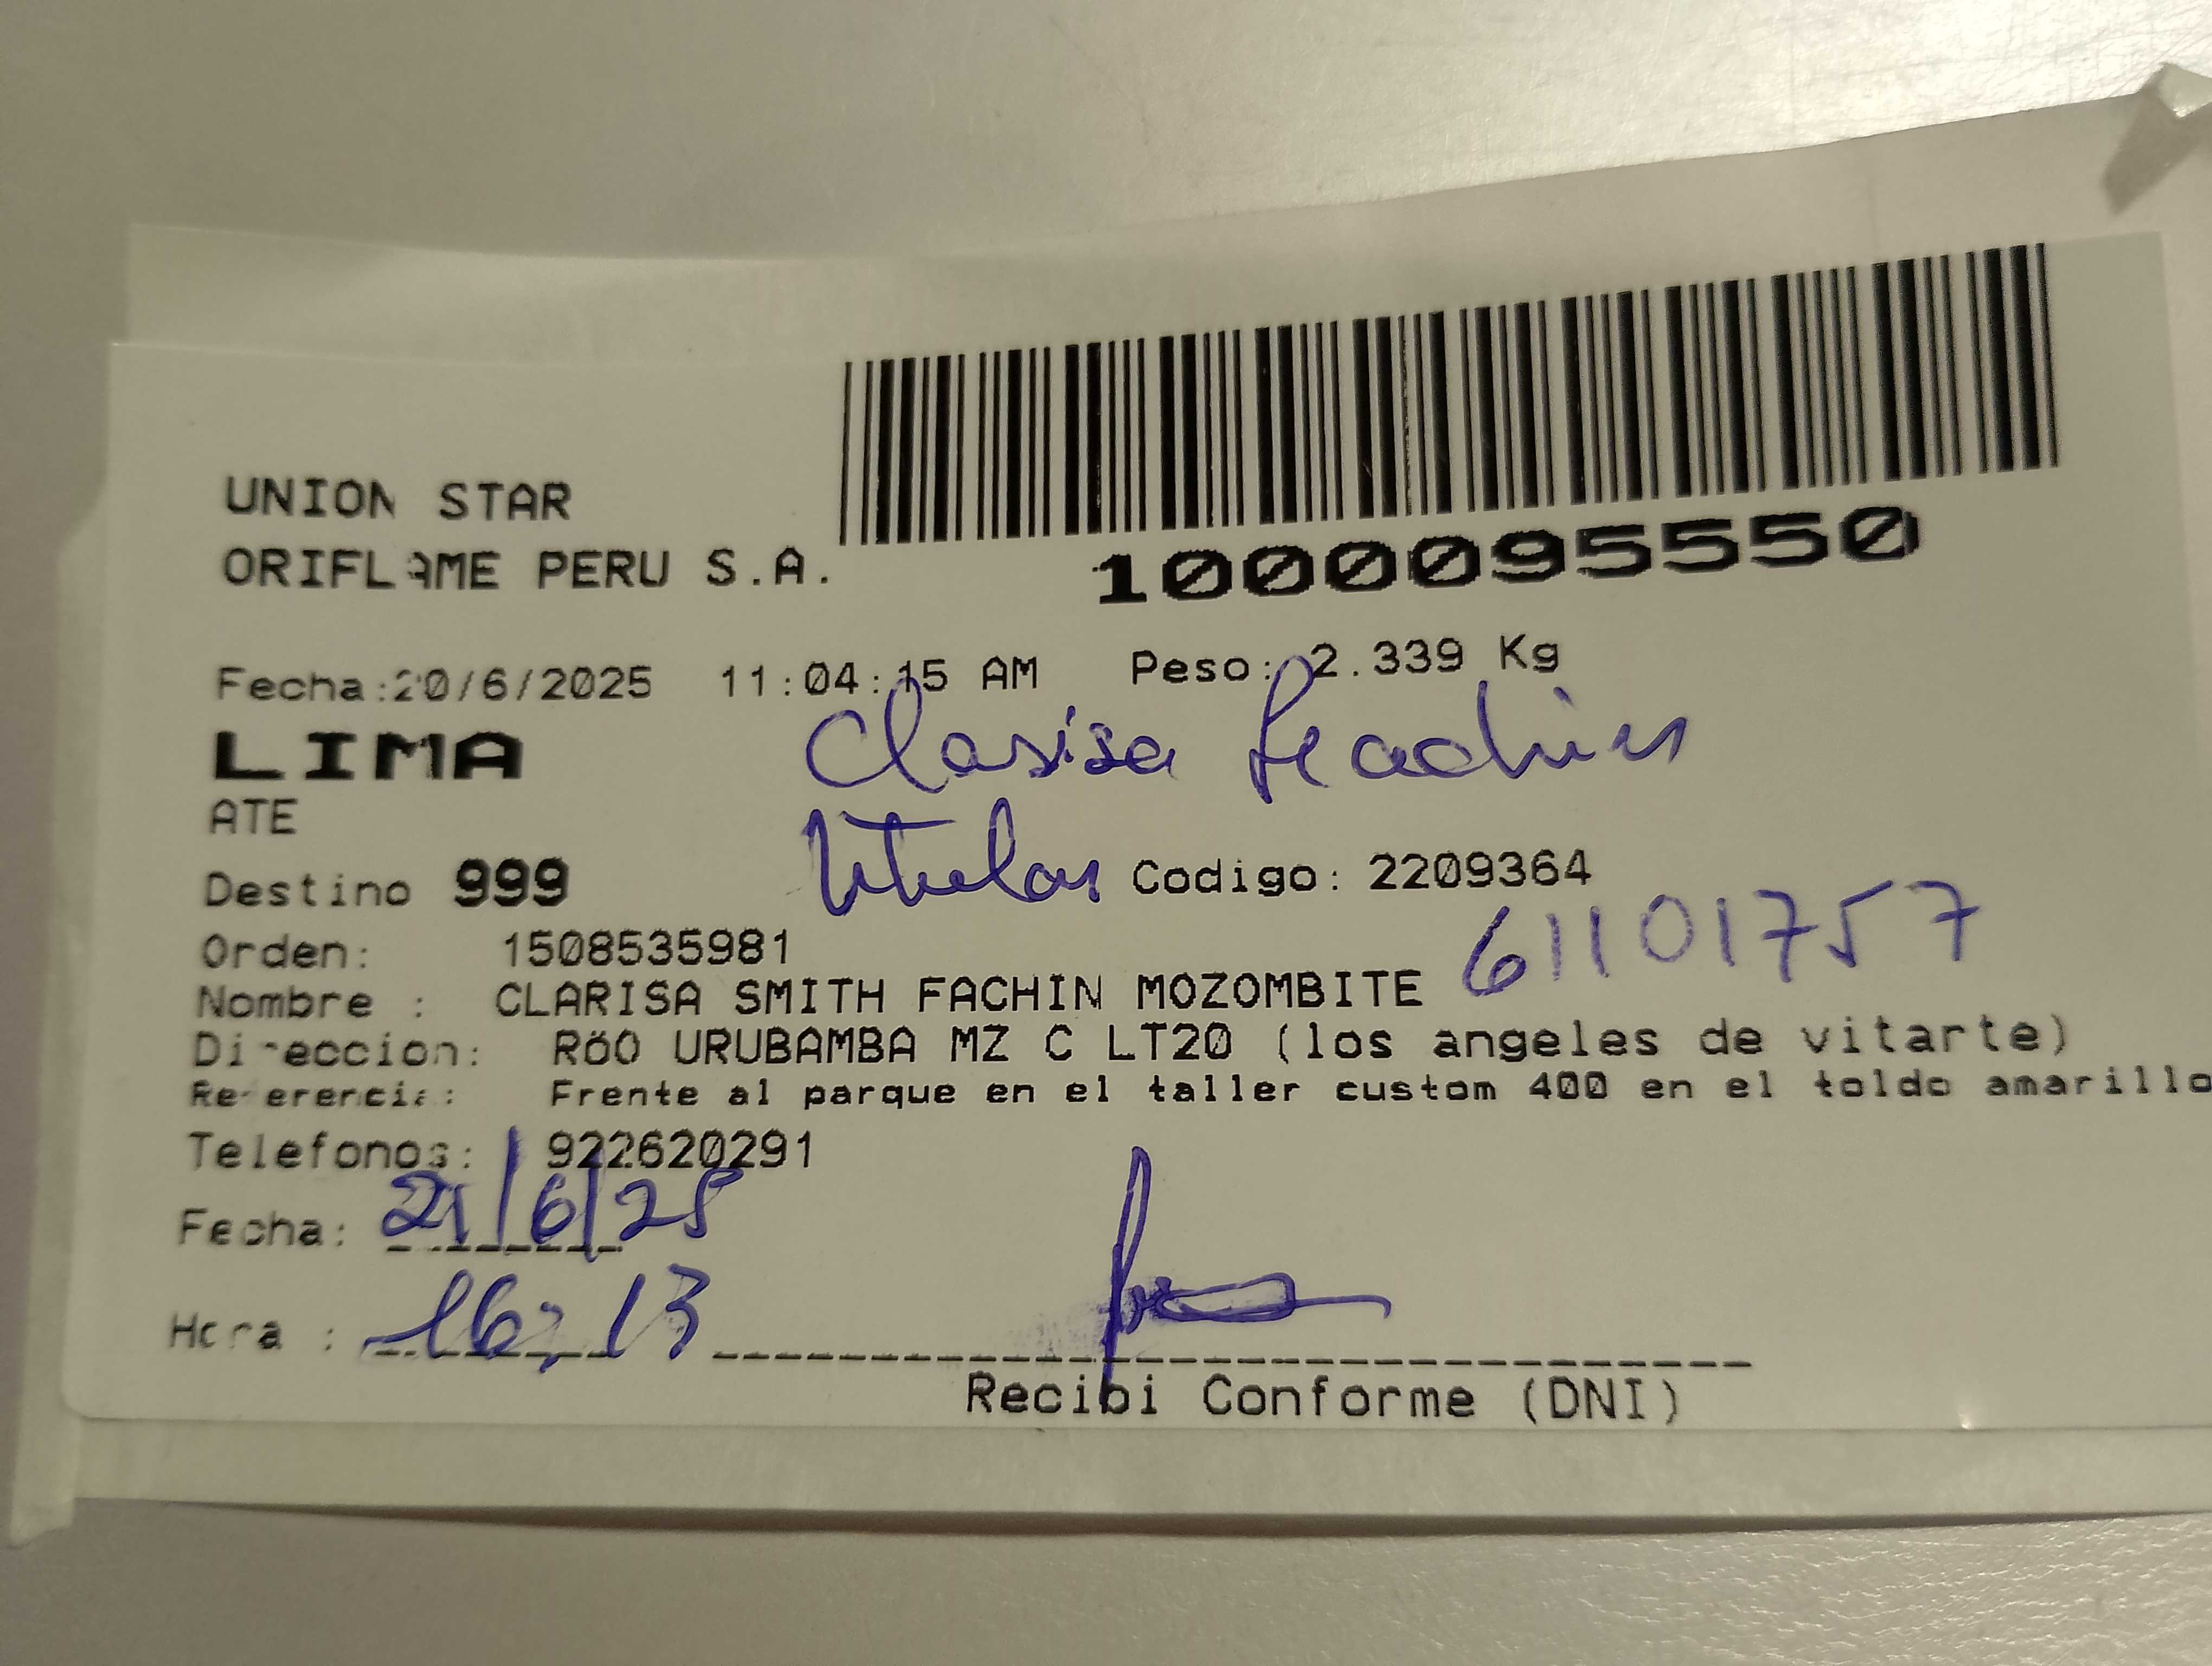 UNION STAR
ORIFLAME PERU S.A.
1000095550
Fecha:20/6/2025 11:04:15 AM Peso: 2.339 Kg
LIMA Clarisa
ATE
Destino 999 Codigo: 2209364
61101757
Orden: 1508535981
Nombre : CLARISA SMITH FACHIN MOZOMBITE
Direccion: RöO URUBAMBA MZ C LT20 (los angeles de vitarte)
Referencia: Frente al parque en el taller custom 400 en el toldo amarillo
Telefonos: 922620291
Fecha: 21/6/25
Hora : 16:13
Recibi Conforme (DNI)